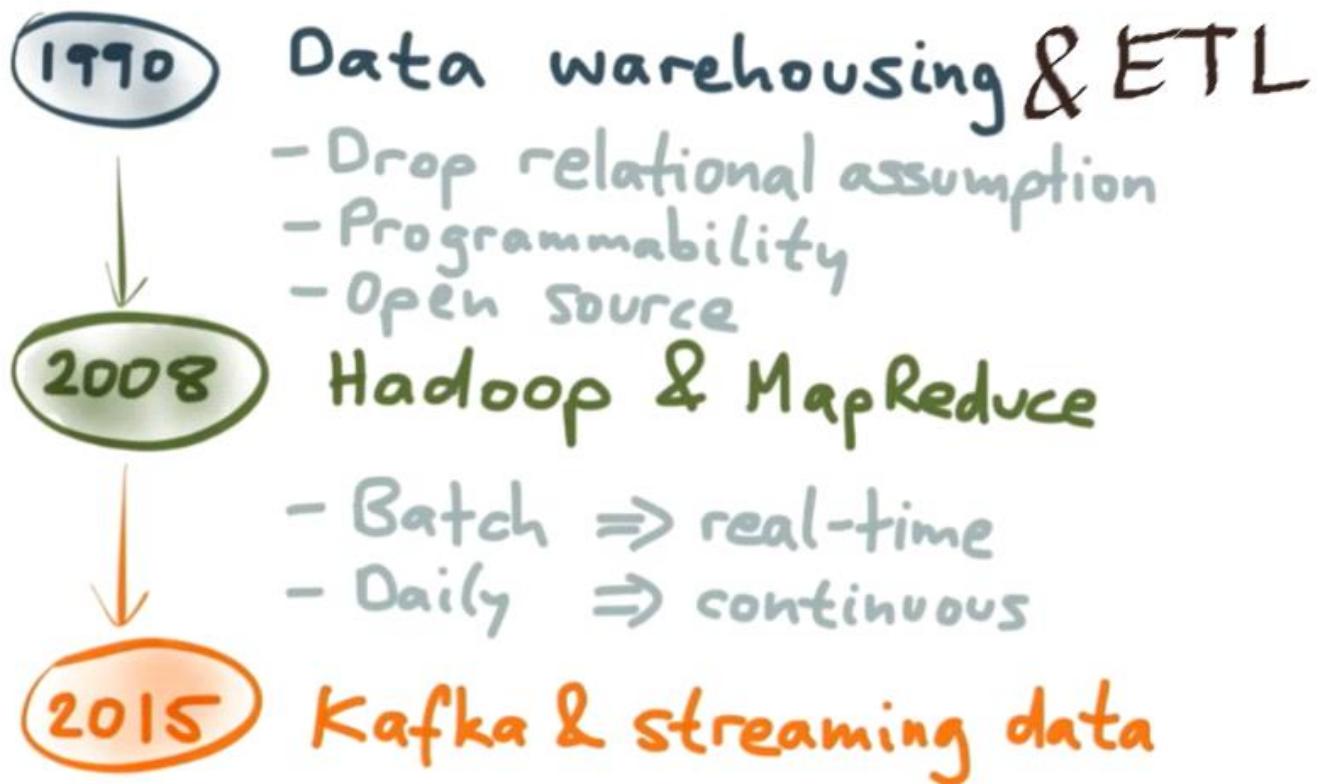 1990 Data warehousing & ETL
- Drop relational assumption
- Programmability
- Open source
2008 Hadoop & MapReduce
- Batch => real-time
- Daily => continuous
2015 Kafka & streaming data